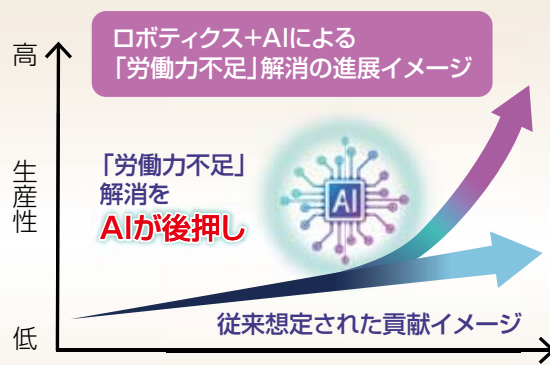 ロボティクス+AIによる
「労働力不足」解消の進展イメージ
高
生産性
低
「労働力不足」
解消を
AIが後押し
AI
従来想定された貢献イメージ